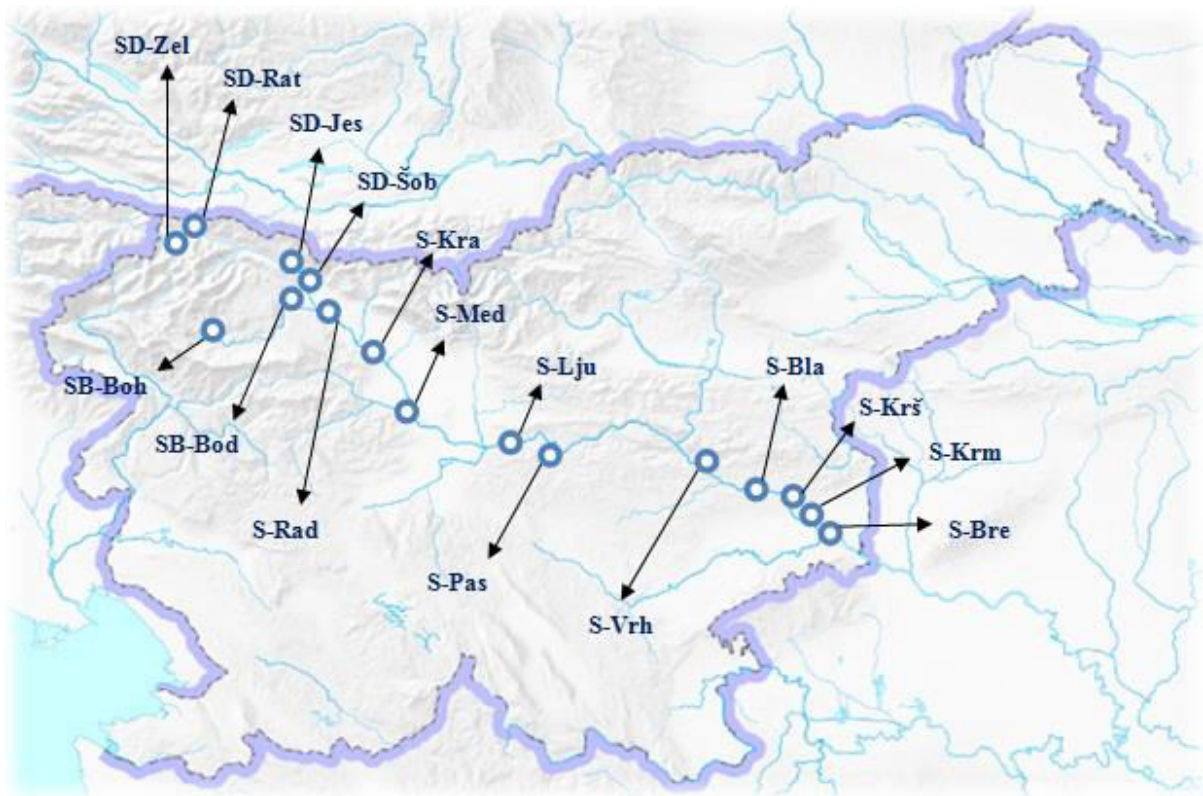 SD-Zel
SD-Rat
SD-Jes
SD-Šob
S-Kra
S-Med
S-Lju
S-Bla
S-Krš
S-Krm
S-Bre
SB-Boh
SB-Bod
S-Rad
S-Pas
S-Vrh